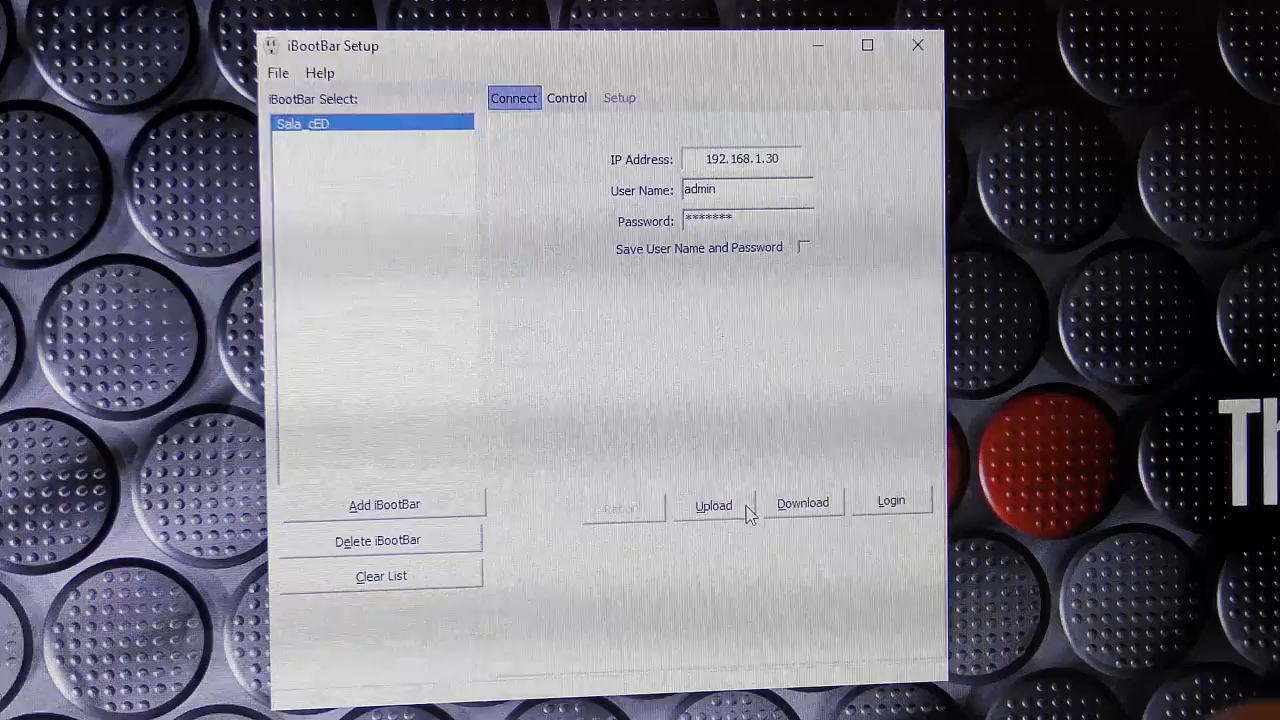 iBootBar Setup
File Help
iBootBar Select:
Connect Control Setup
Sala_cED
IP Address: 192.168.1.30
User Name: admin
Password: *******
Save User Name and Password
Add iBootBar
Upload Download Login
Delete iBootBar
Clear List
Th